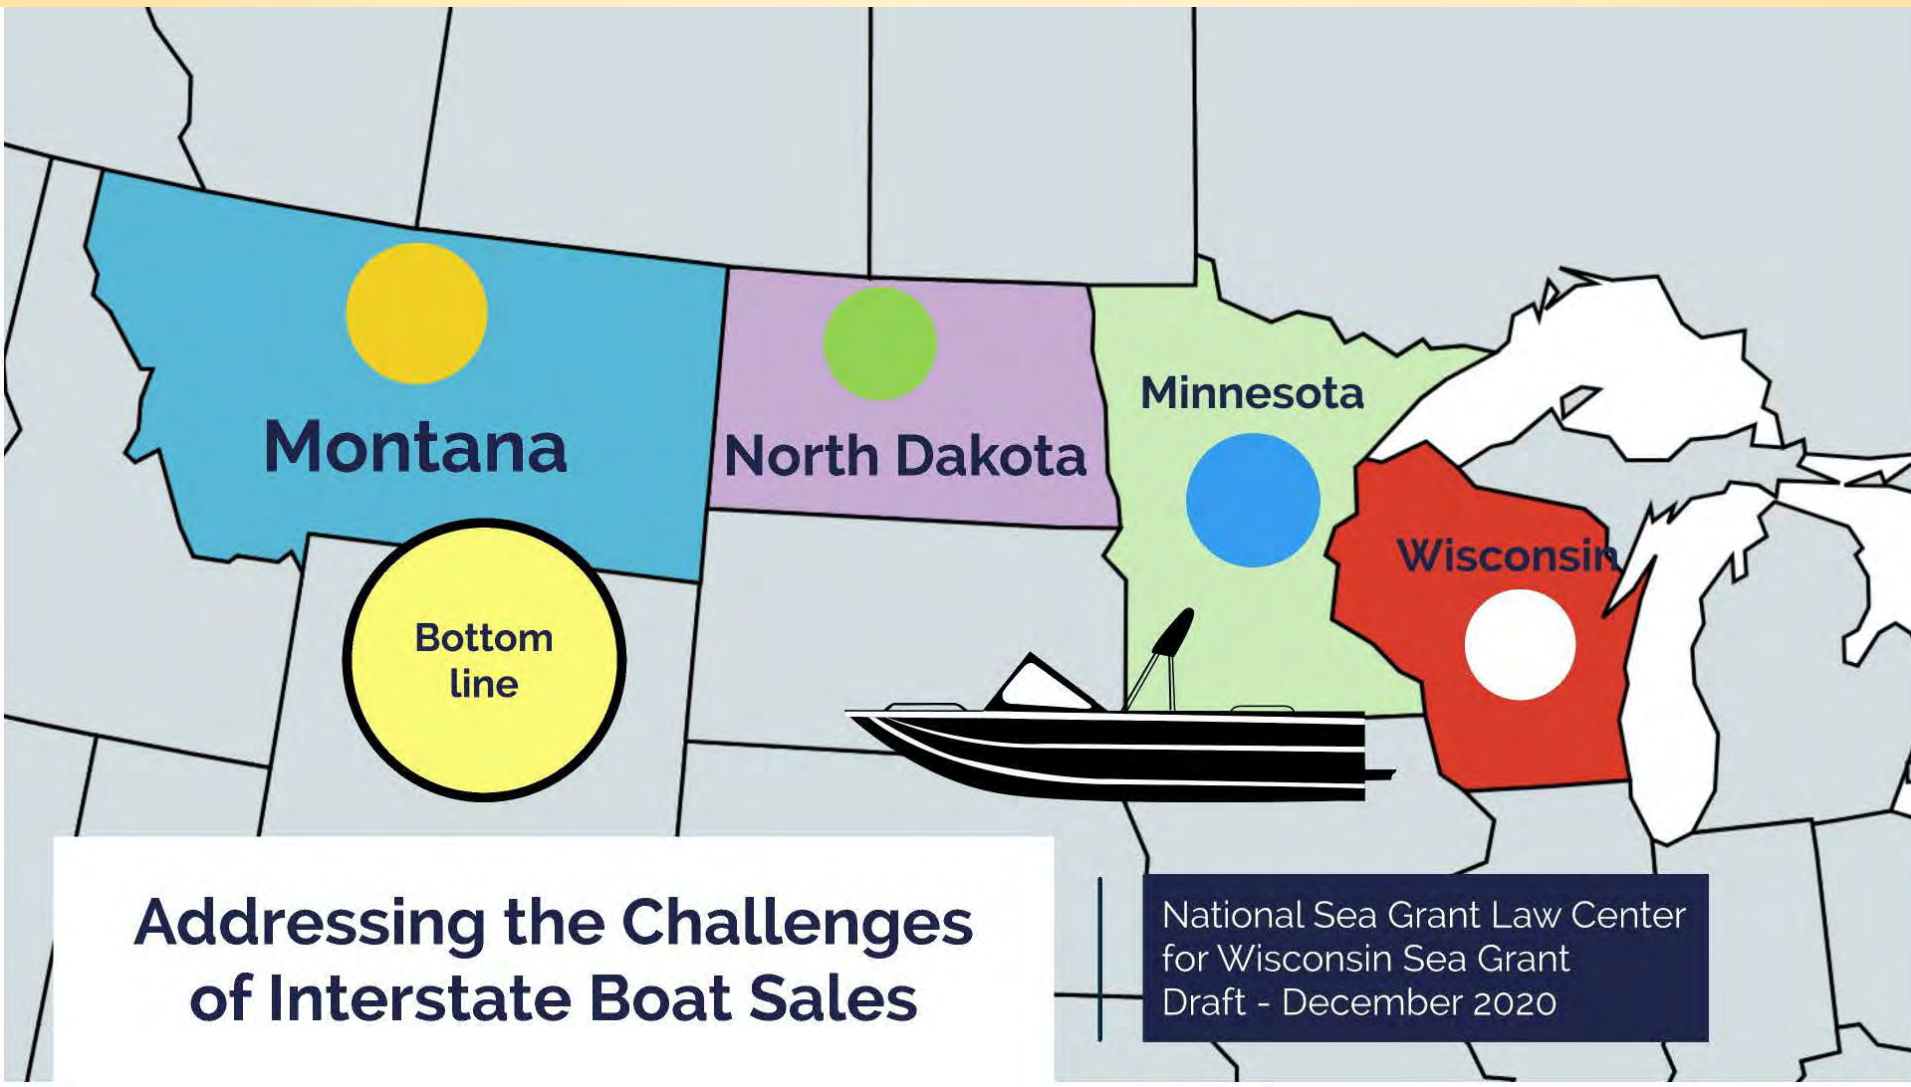 Minnesota
Montana
North Dakota
Wisconsin
Bottom
line
Addressing the Challenges
of Interstate Boat Sales
National Sea Grant Law Center
for Wisconsin Sea Grant
Draft - December 2020